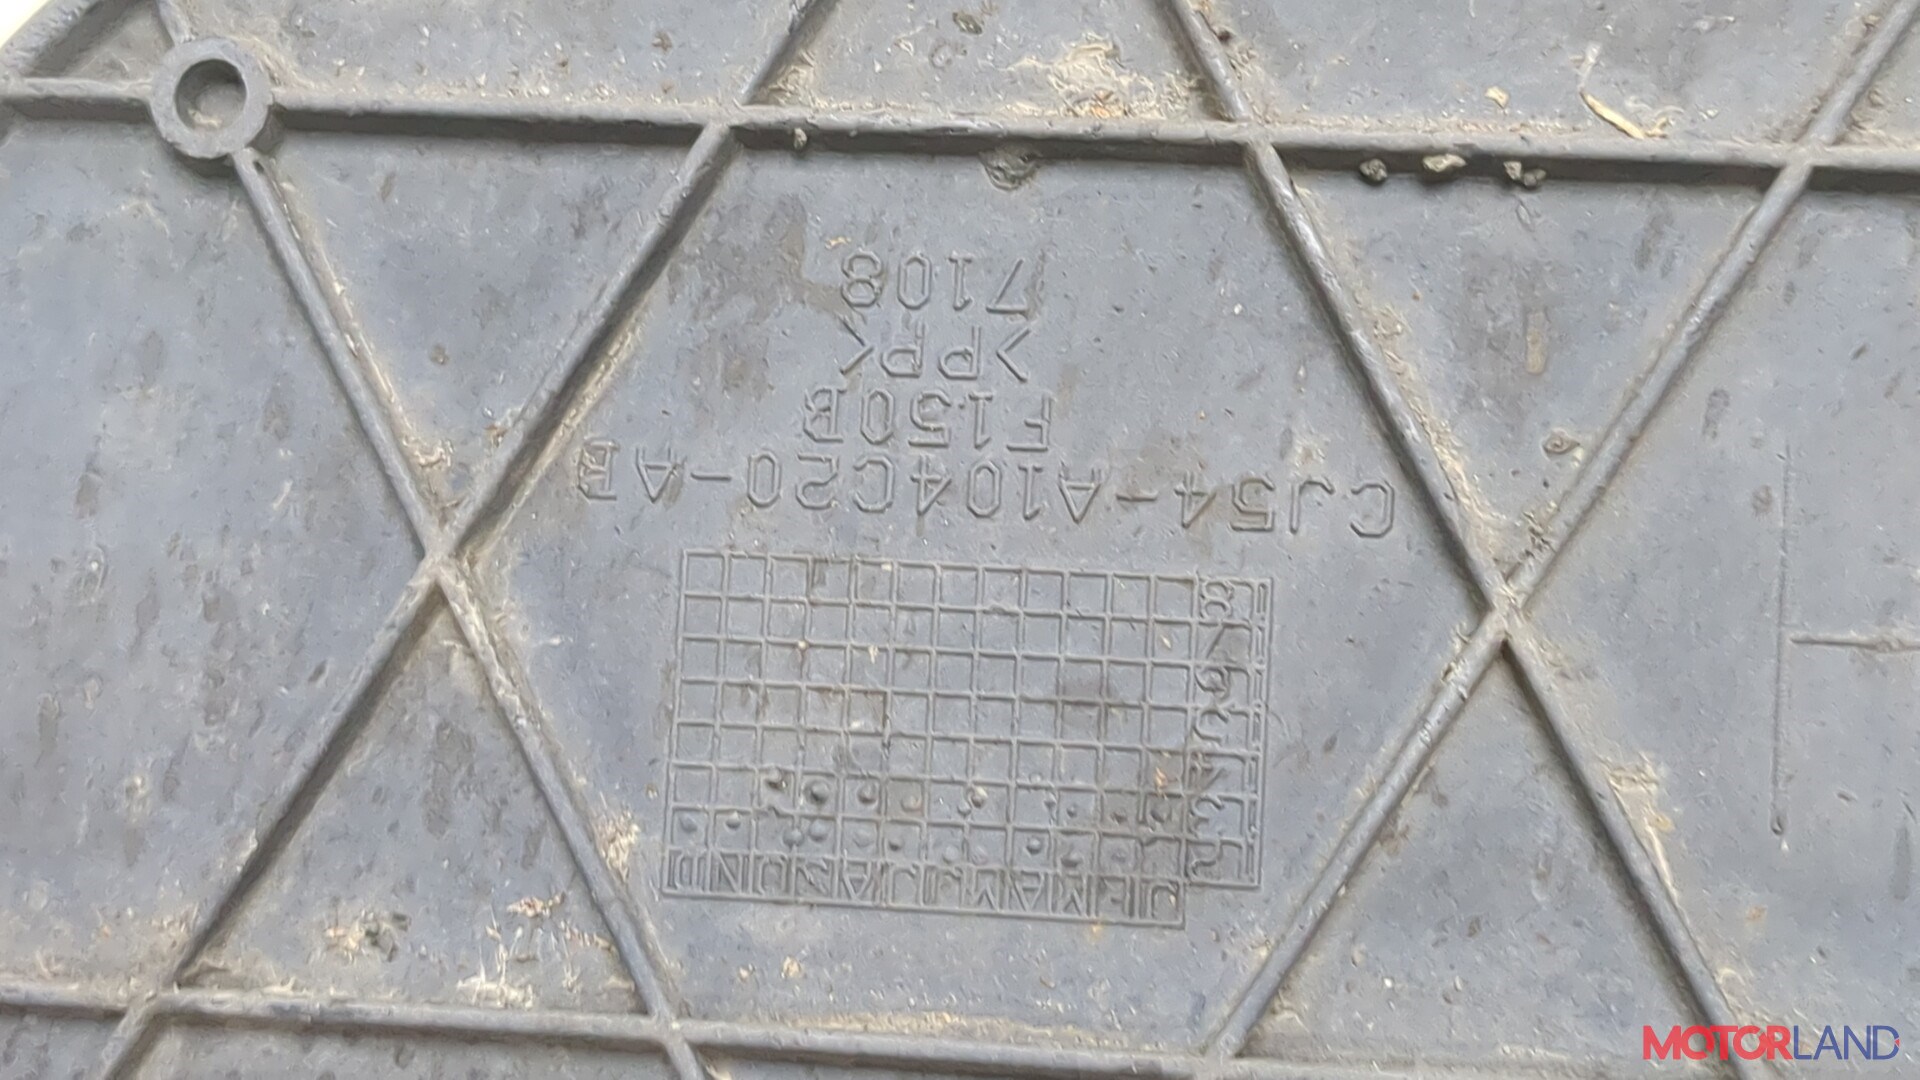 J F M A M J J A S O N D
CJ54-A104C20-AB
F150B
>PP<
7108
MOTORLAND